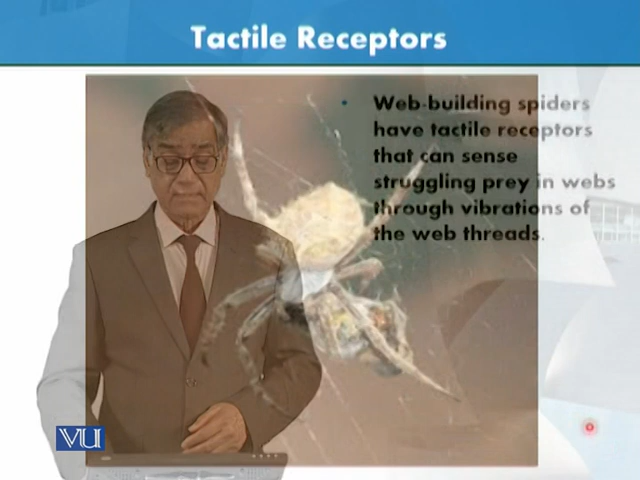 Tactile Receptors
• Web-building spiders
have tactile receptors
that can sense
struggling prey in webs
through vibrations of
the web threads.
VU